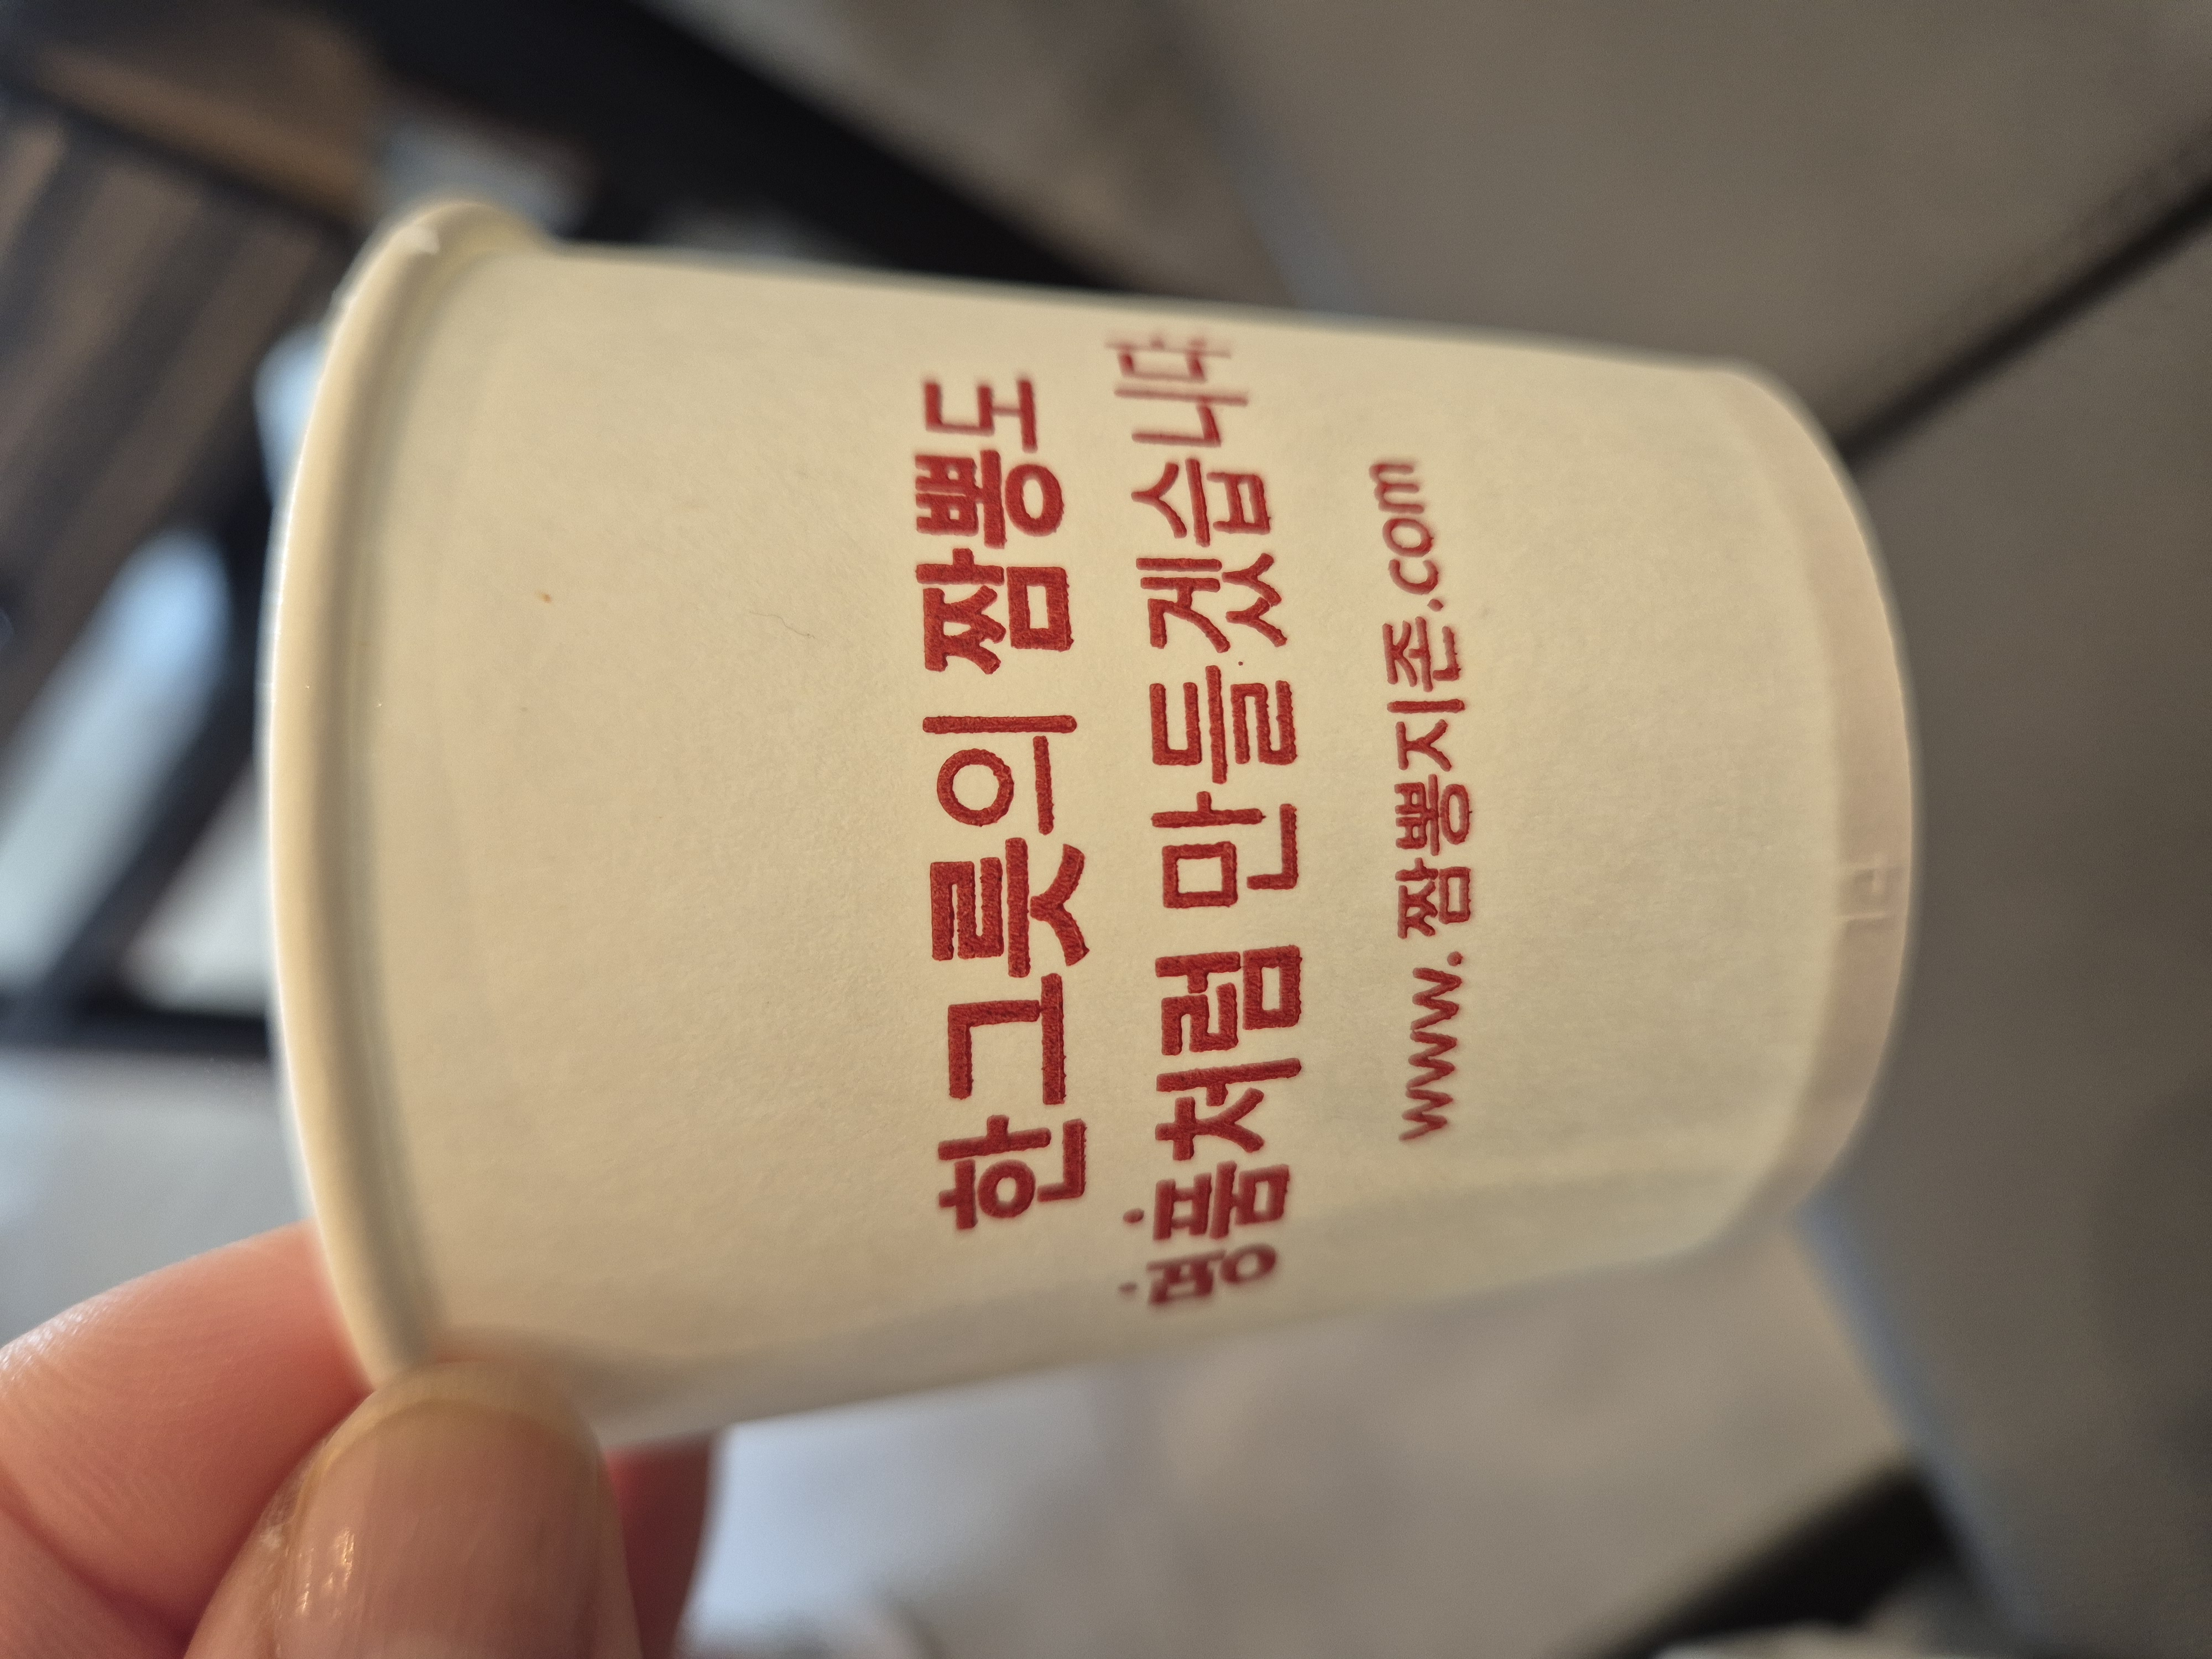 한그릇의 짬뽕도
명품처럼 만들겠습니다
www. 짬뽕지존.com